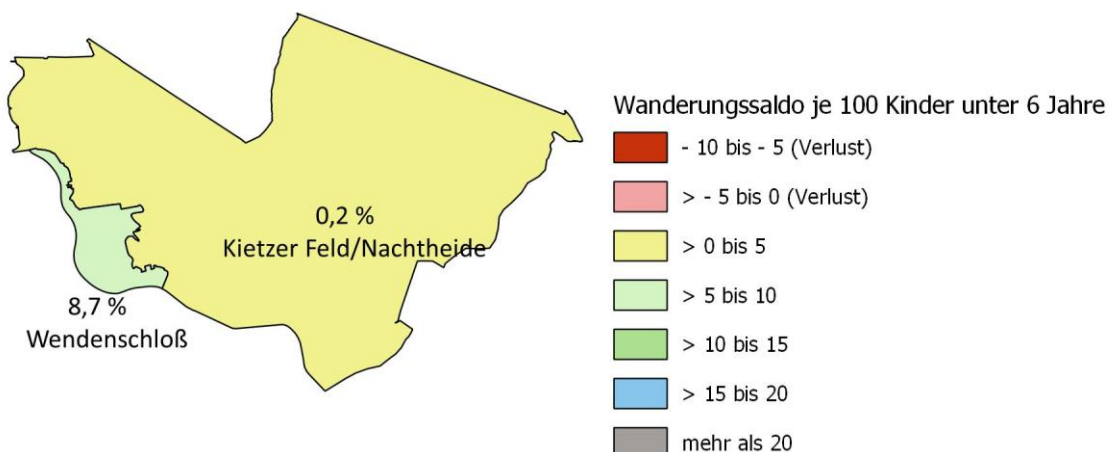 0,2 %
Kietzer Feld/Nachtheide
8,7 %
Wendenschloß
Wanderungssaldo je 100 Kinder unter 6 Jahre
- 10 bis - 5 (Verlust)
> - 5 bis 0 (Verlust)
> 0 bis 5
> 5 bis 10
> 10 bis 15
> 15 bis 20
mehr als 20